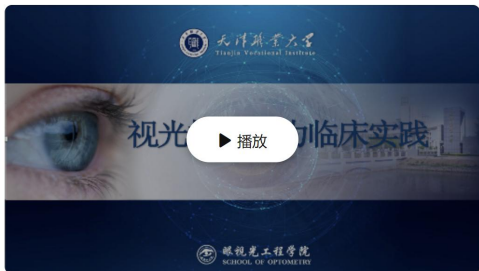 天津职业大学
Tianjin Vocational Institute
视光 临床实践
播放
眼视光工程学院
SCHOOL OF OPTOMETRY